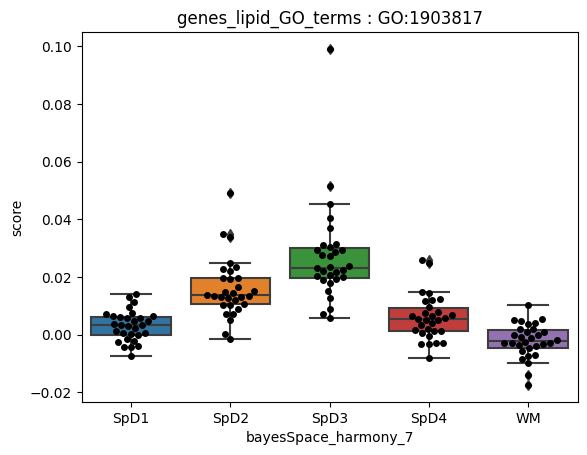 genes_lipid_GO_terms : GO:1903817
0.10
0.08
0.06
0.04
0.02
0.00
−0.02
score
SpD1 SpD2 SpD3 SpD4 WM
bayesSpace_harmony_7